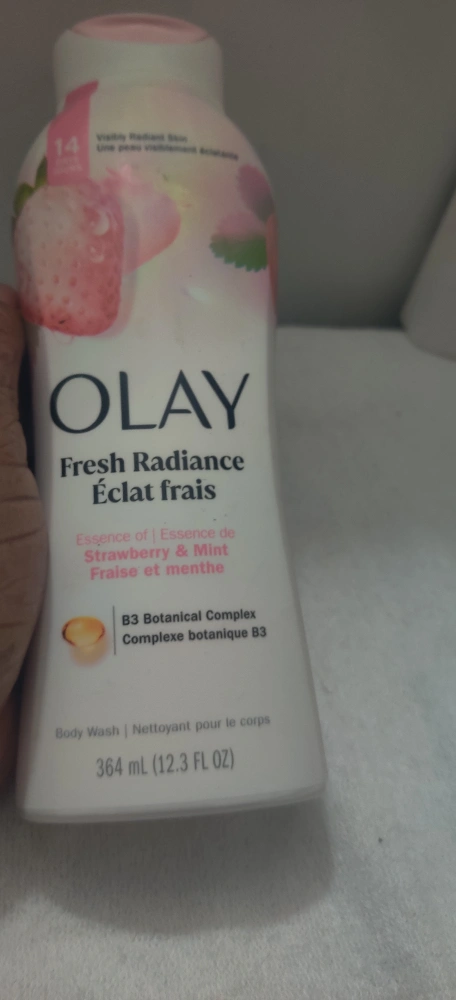 14
Visibly Radiant Skin
Une peau visiblement éclatante
OLAY
Fresh Radiance
Éclat frais
Essence of | Essence de
Strawberry & Mint
Fraise et menthe
B3 Botanical Complex
Complexe botanique B3
Body Wash | Nettoyant pour le corps
364 mL (12.3 FL OZ)